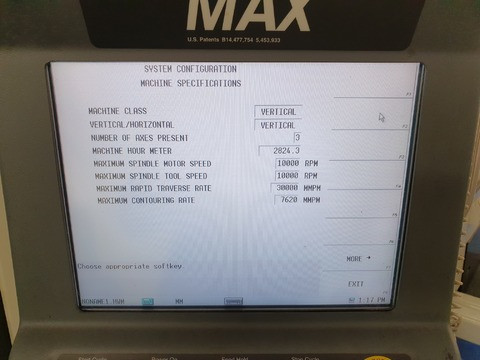 MAX
U.S. Patents B14,477,754 5,453,933
SYSTEM CONFIGURATION
MACHINE SPECIFICATIONS
MACHINE CLASS VERTICAL
VERTICAL/HORIZONTAL VERTICAL
NUMBER OF AXES PRESENT 3
MACHINE HOUR METER 2824.3
MAXIMUM SPINDLE MOTOR SPEED 10000 RPM
MAXIMUM SPINDLE TOOL SPEED 10000 RPM
MAXIMUM RAPID TRAVERSE RATE 30000 MMPM
MAXIMUM CONTOURING RATE 7620 MMPM
MORE →
Choose appropriate softkey.
EXIT
MM